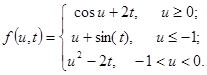 cos u + 2t, u ≥ 0;
f(u,t) = { u + sin(t), u ≤ -1;
u² - 2t, -1 < u < 0.